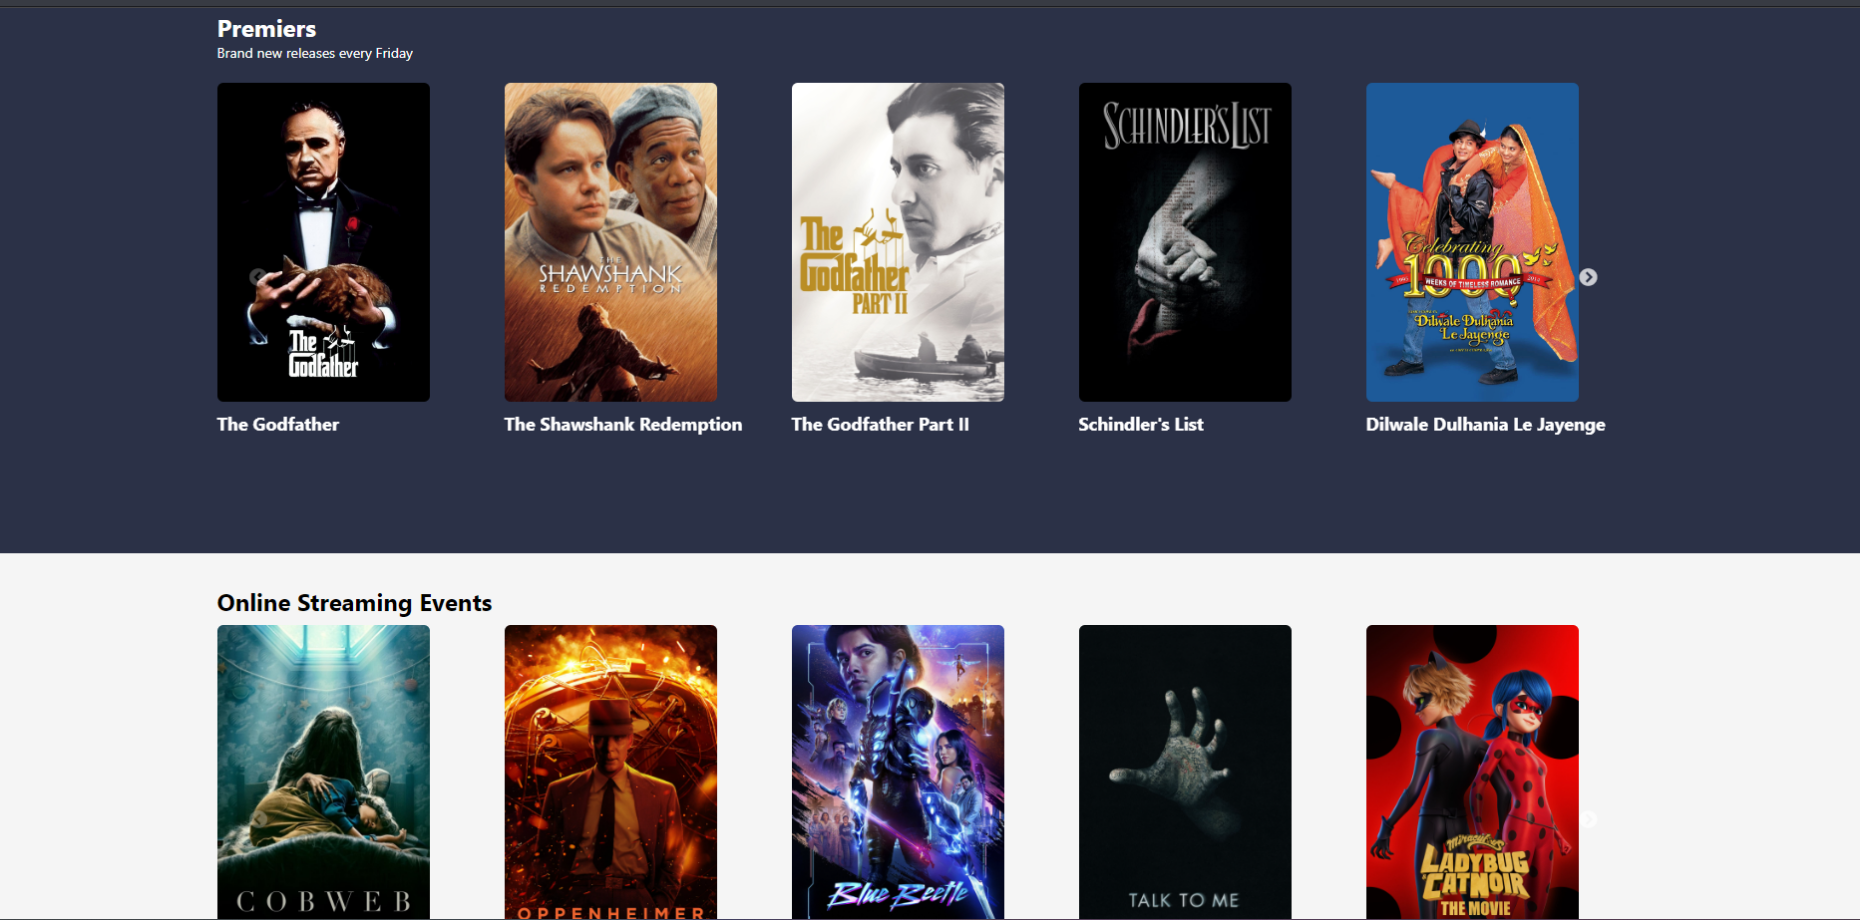 Premiers
Brand new releases every Friday
The
Godfather
THE
SHAWSHANK
REDEMPTION
The
Godfather
PART II
SCHINDLER'S LIST
Celebrating
1000
WEEKS OF TIMELESS ROMANCE
Dilwale Dulhania
Le Jayenge
The Godfather
The Shawshank Redemption
The Godfather Part II
Schindler's List
Dilwale Dulhania Le Jayenge
Online Streaming Events
COBWEB
OPPENHEIMER
Blue Beetle
TALK TO ME
Miraculous
LADYBUG
CATNOIR
THE MOVIE